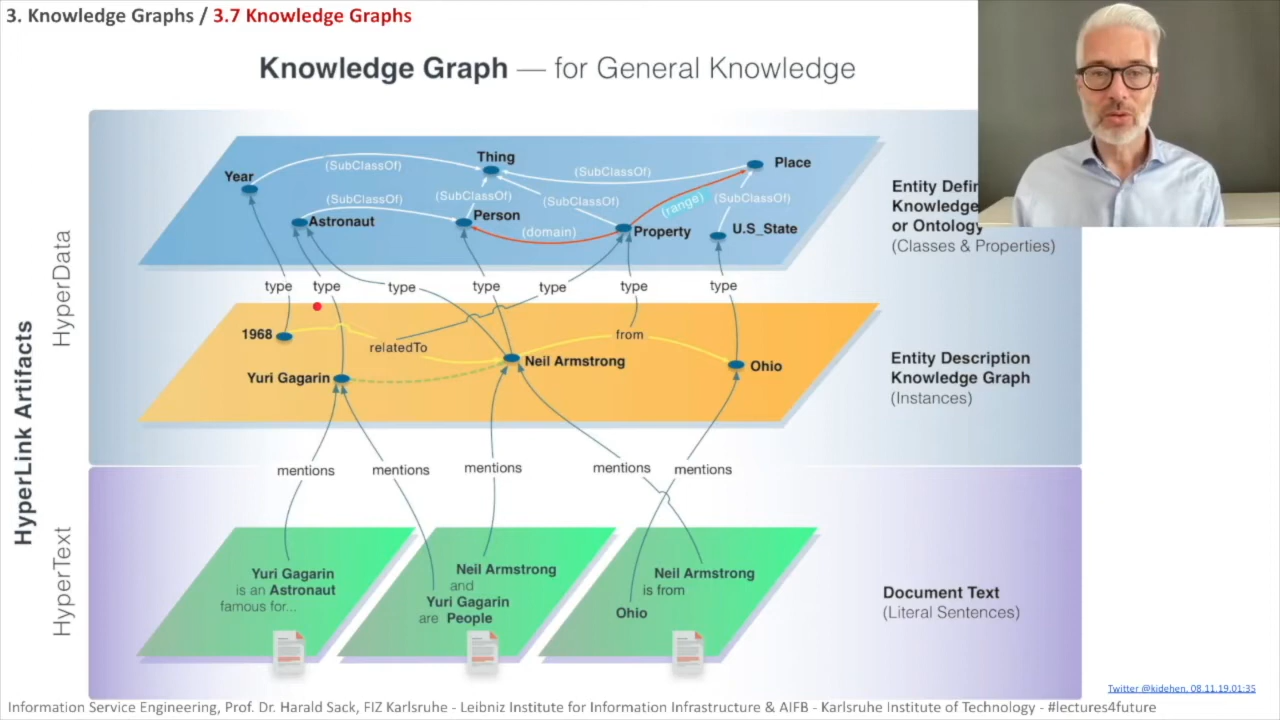 3. Knowledge Graphs / 3.7 Knowledge Graphs
Knowledge Graph — for General Knowledge
HyperLink Artifacts
HyperData
HyperText
Year
(SubClassOf)
Thing
(SubClassOf)
Place
(SubClassOf)
Astronaut
(SubClassOf)
Person
(SubClassOf)
(range)
(SubClassOf)
(domain)
Property
U.S_State
Entity
Knowledge
or Ontology
(Classes & Properties)
type
type
type
type
type
type
type
1968
relatedTo
from
Neil Armstrong
Ohio
Yuri Gagarin
Entity Description
Knowledge Graph
(Instances)
mentions
mentions
mentions
mentions
mentions
Yuri Gagarin
is an Astronaut
famous for...
Neil Armstrong
and
Yuri Gagarin
are People
Neil Armstrong
is from
Ohio
Document Text
(Literal Sentences)
Twitter @kidehen, 08.11.19.01:35
Information Service Engineering, Prof. Dr. Harald Sack, FIZ Karlsruhe - Leibniz Institute for Information Infrastructure & AIFB - Karlsruhe Institute of Technology - #lectures4future